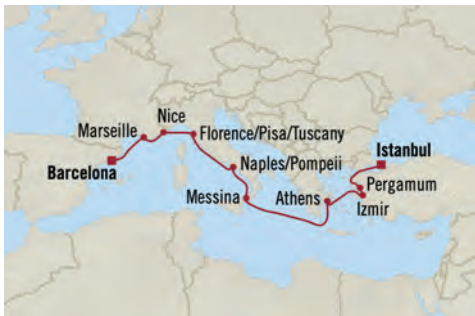 Nice
Marseille
Florence/Pisa/Tuscany
Barcelona
Naples/Pompeii
Istanbul
Messina
Athens
Pergamum
Izmir